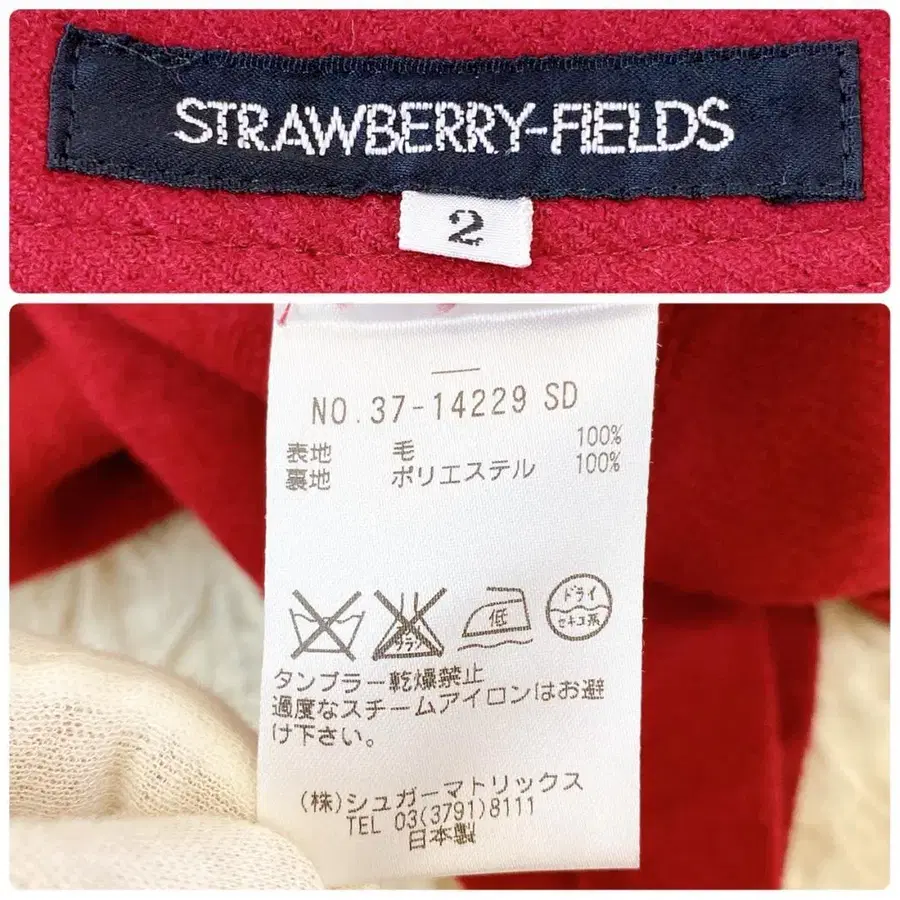 STRAWBERRY-FIELDS
2
NO.37-14229 SD
表地 毛 100%
裏地 ポリエステル 100%
サラシ
低
ドライ
セキユ系
タンブラー乾燥禁止
過度なスチームアイロンはお避
け下さい。
(株)シュガーマトリックス
TEL 03(3791)8111
日本製